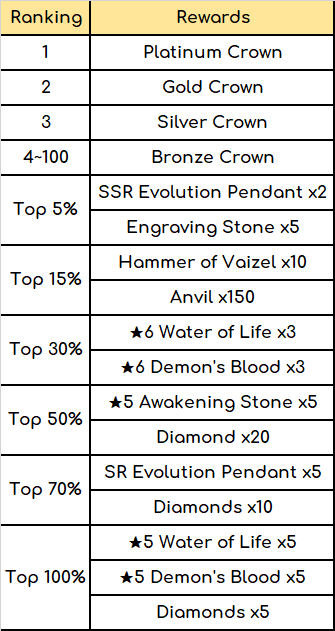 Ranking Rewards
1 Platinum Crown
2 Gold Crown
3 Silver Crown
4~100 Bronze Crown
Top 5%
SSR Evolution Pendant x2
Engraving Stone x5
Top 15%
Hammer of Vaizel x10
Anvil x150
Top 30%
★6 Water of Life x3
★6 Demon's Blood x3
Top 50%
★5 Awakening Stone x5
Diamond x20
Top 70%
SR Evolution Pendant x5
Diamonds x10
Top 100%
★5 Water of Life x5
★5 Demon's Blood x5
Diamonds x5